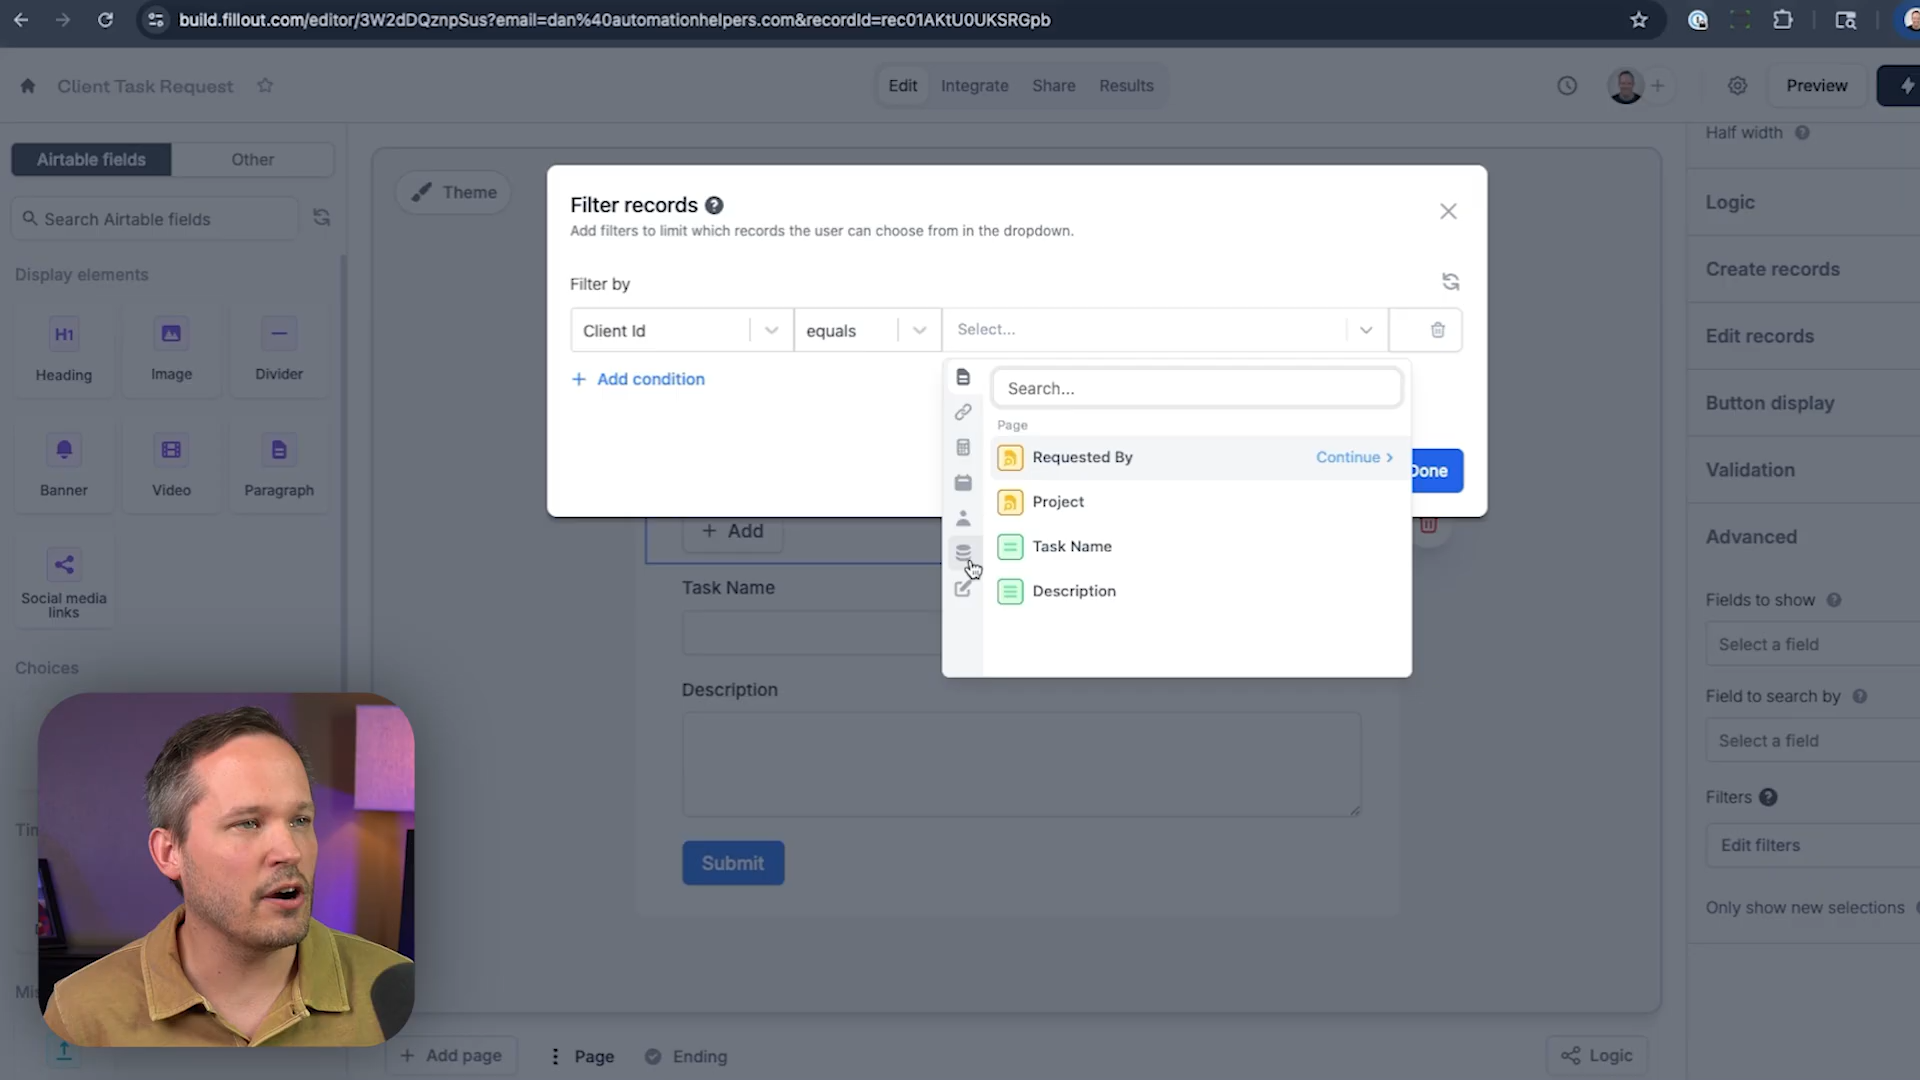 build.fillout.com/editor/3W2dDQznpSus?email=dan%40automationhelpers.com&recordId=rec01AKtU0UKSRGpb
Client Task Request
Edit
Integrate
Share
Results
Preview
Airtable fields
Other
Search Airtable fields
Display elements
H1
Heading
Image
Divider
Banner
Video
Paragraph
Social media
links
Choices
Theme
Filter records
Add filters to limit which records the user can choose from in the dropdown.
Filter by
Client Id
equals
Select...
+ Add condition
Search...
Page
Requested By
Continue >
Project
Task Name
Description
Done
+ Add
Task Name
Description
Submit
Half width
Logic
Create records
Edit records
Button display
Validation
Advanced
Fields to show
Select a field
Field to search by
Select a field
Filters
Edit filters
Only show new selections
+ Add page
Page
Ending
Logic